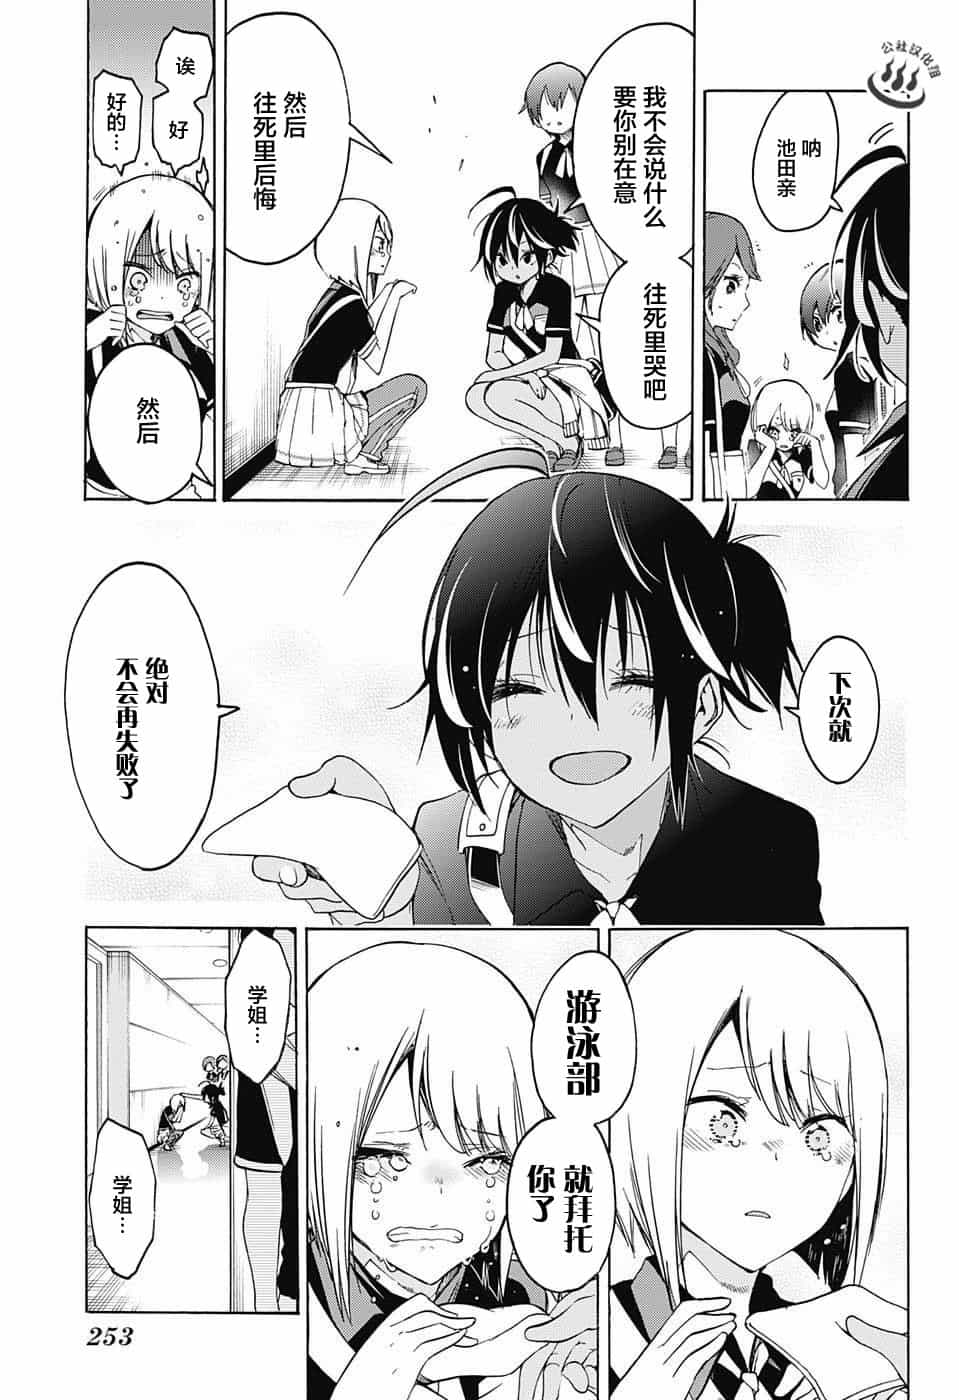 公社汉化组
呐
池田亲
我不会说什么
要你别在意
往死里哭吧
然后
往死里后悔
诶
好
好的…
然后
下次就
绝对
不会再失败了
游泳部
就拜托
你了
学姐…
学姐…
253